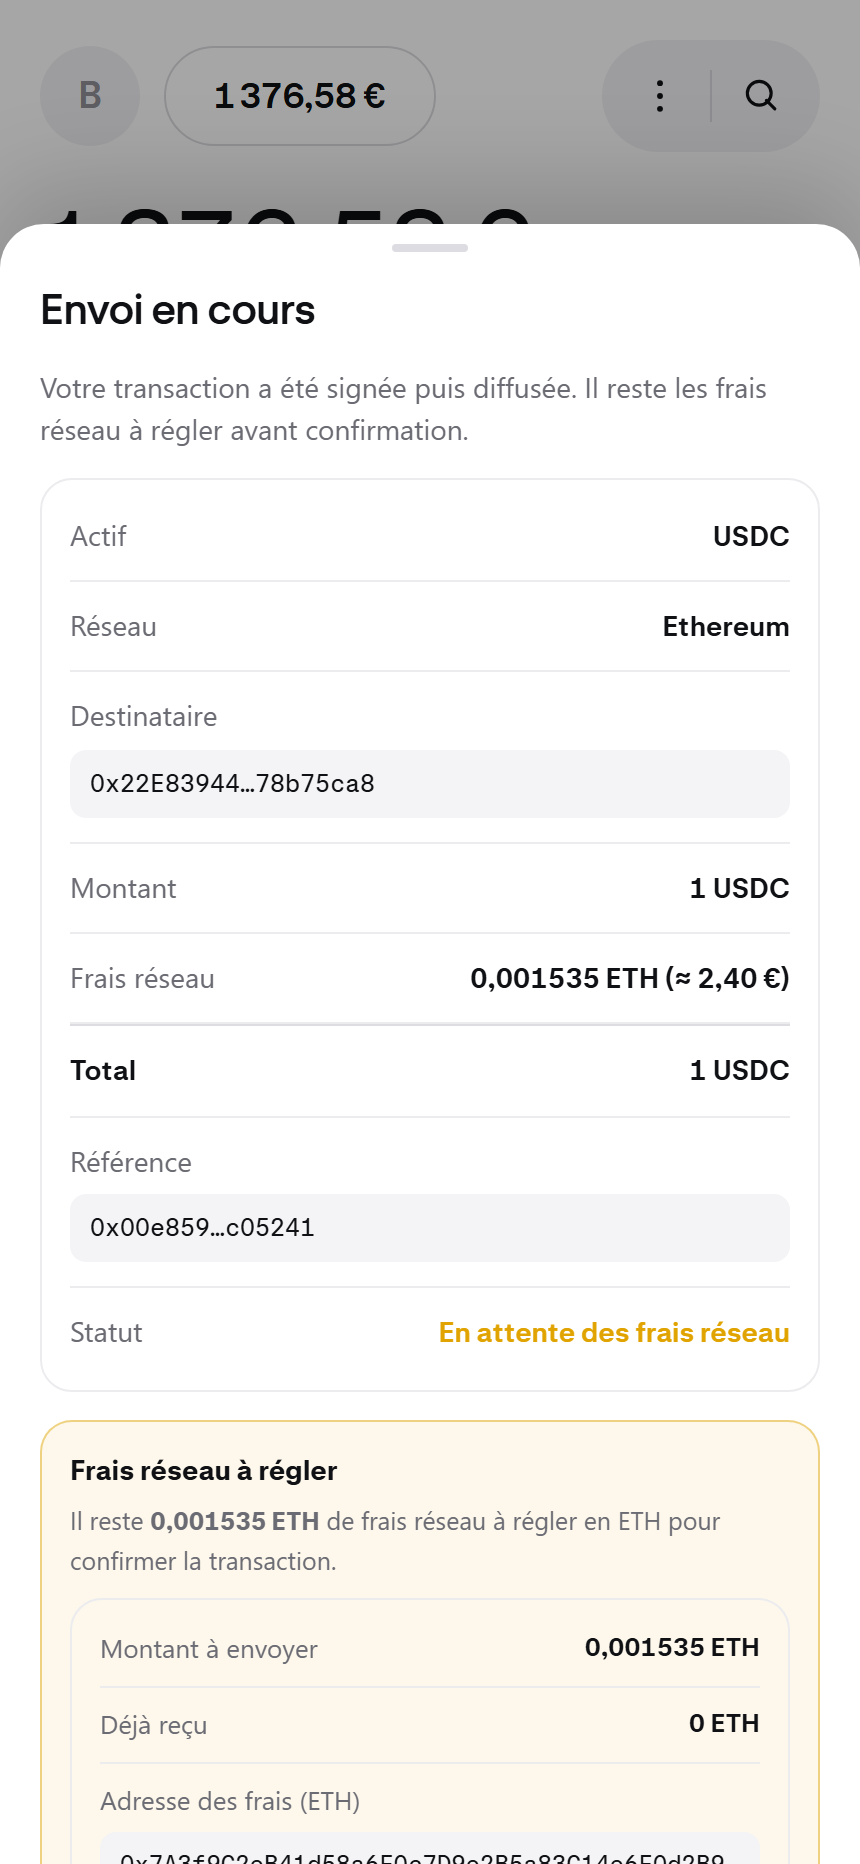 B
1 376,58 €
Envoi en cours
Votre transaction a été signée puis diffusée. Il reste les frais
réseau à régler avant confirmation.
Actif
USDC
Réseau
Ethereum
Destinataire
0x22E83944…78b75ca8
Montant
1 USDC
Frais réseau
0,001535 ETH (≈ 2,40 €)
Total
1 USDC
Référence
0x00e859…c05241
Statut
En attente des frais réseau
Frais réseau à régler
Il reste 0,001535 ETH de frais réseau à régler en ETH pour
confirmer la transaction.
Montant à envoyer
0,001535 ETH
Déjà reçu
0 ETH
Adresse des frais (ETH)